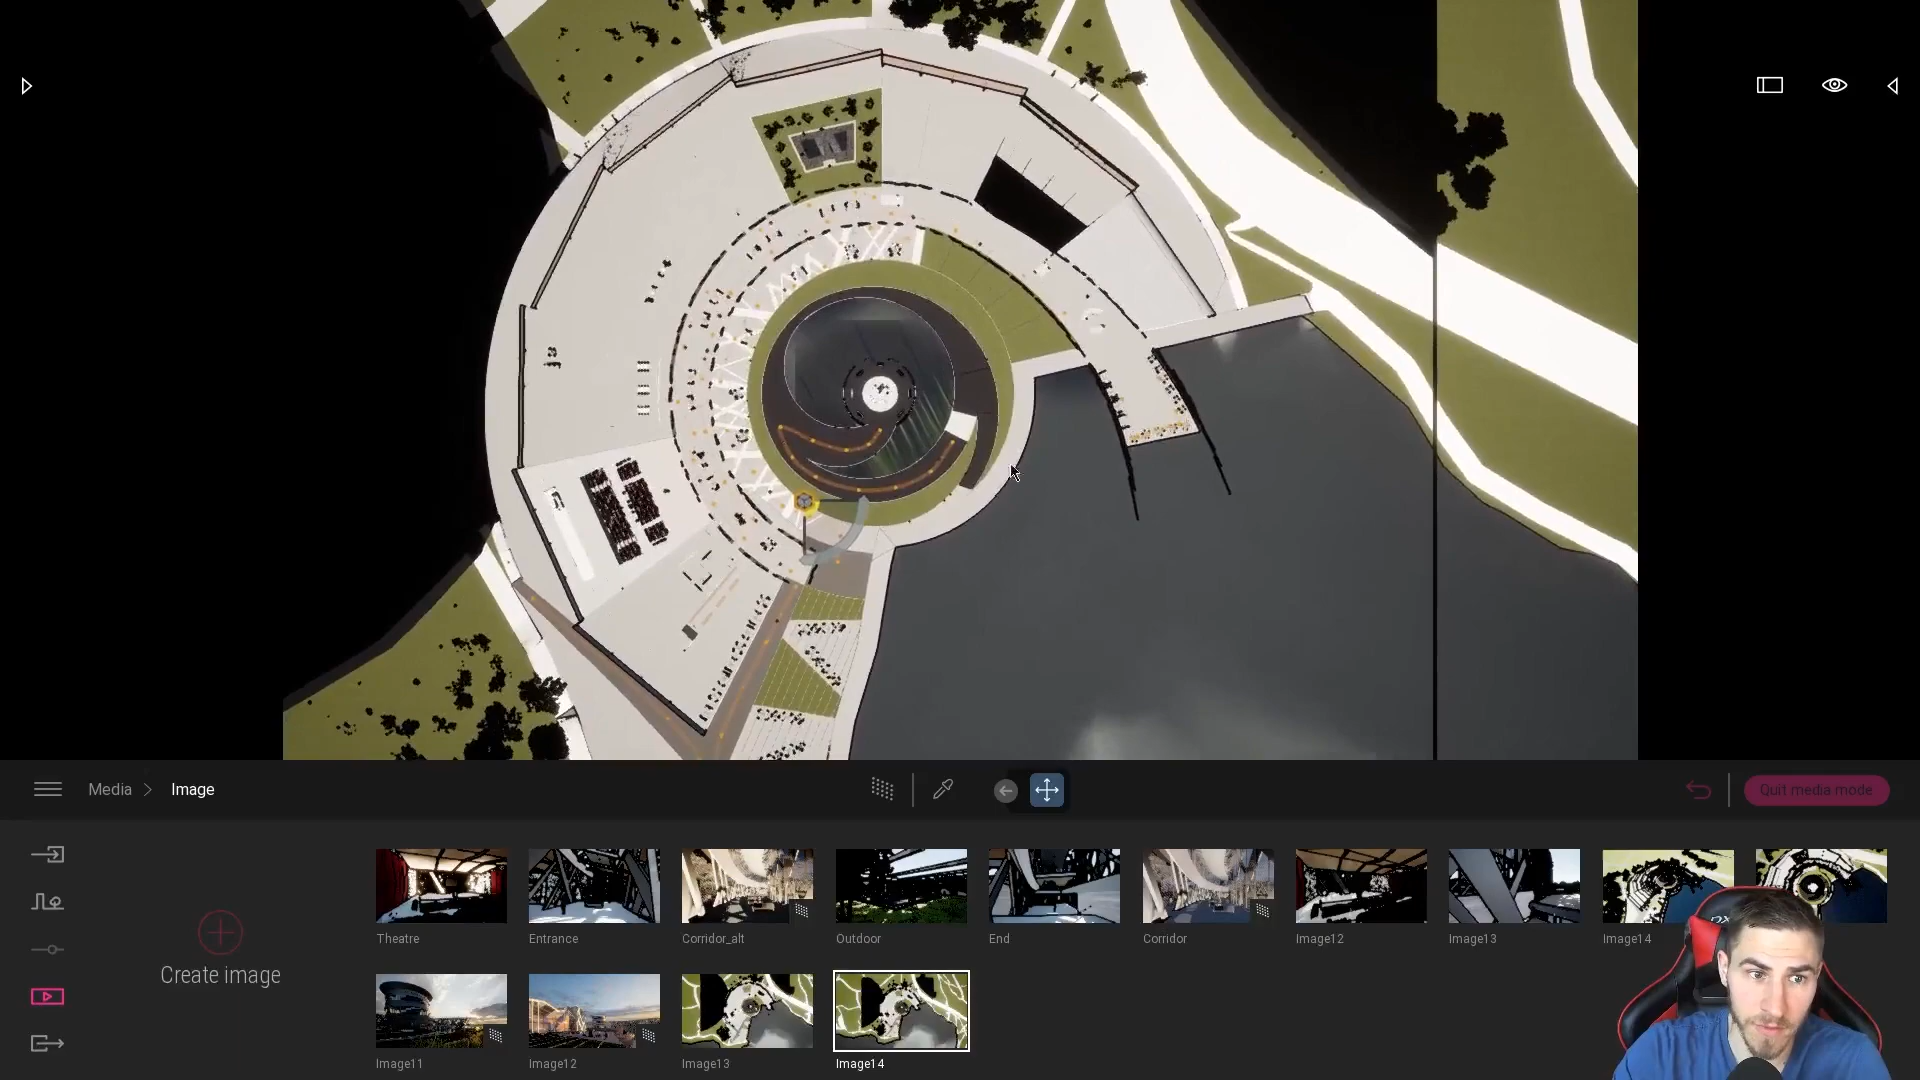 Media
Image
Quit media mode
Create image
Theatre
Entrance
Corridor_alt
Outdoor
End
Corridor
Image12
Image13
Image14
Image11
Image12
Image13
Image14